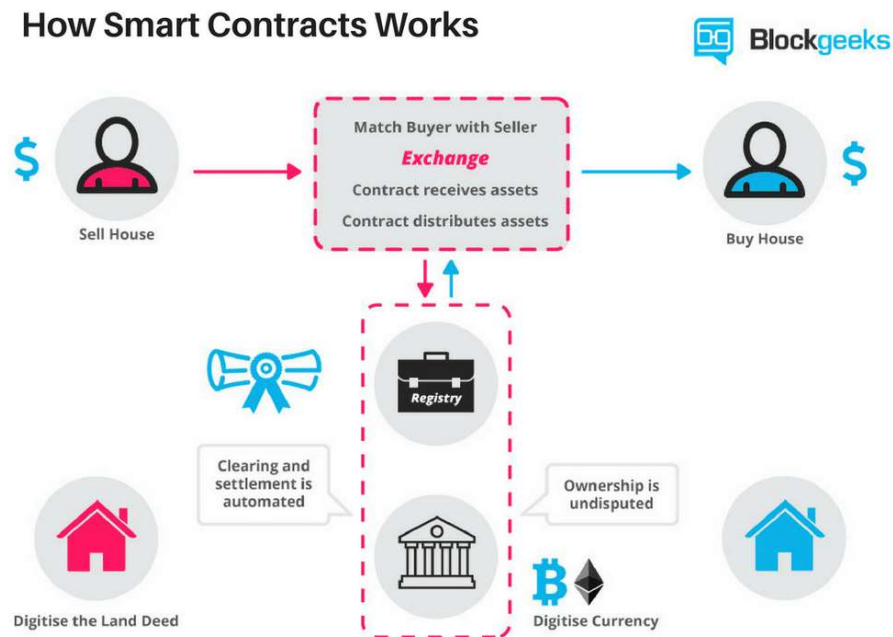 How Smart Contracts Works
Blockgeeks
Match Buyer with Seller
Exchange
Contract receives assets
Contract distributes assets
$
Sell House
$
Buy House
Registry
Clearing and
settlement is
automated
Ownership is
undisputed
Digitise the Land Deed
Digitise Currency